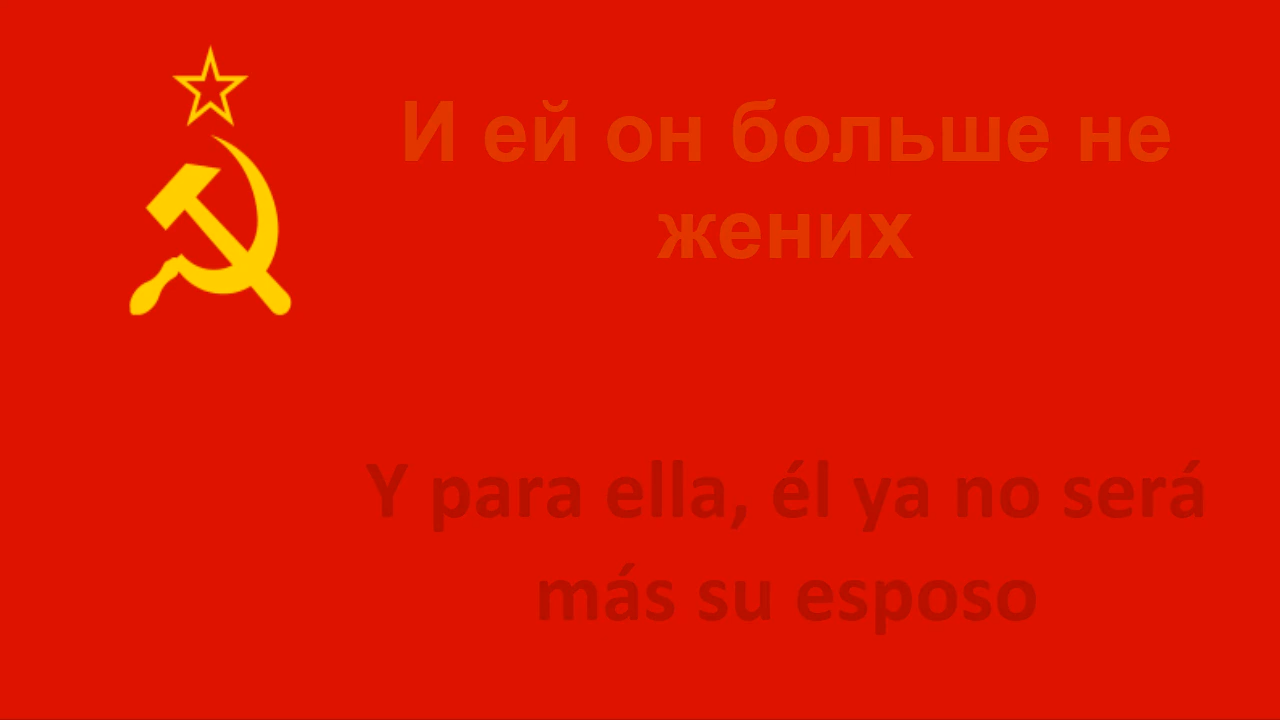 И ей он больше не
жених
Y para ella, él ya no será
más su esposo